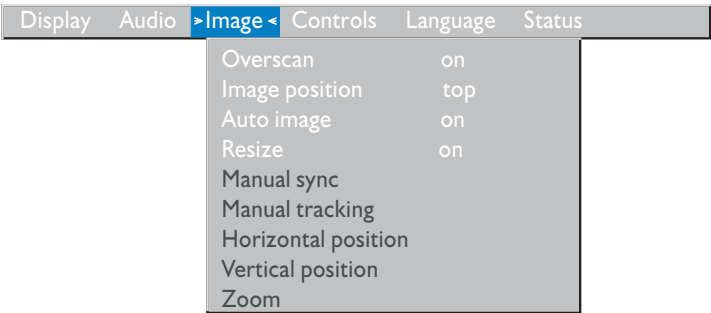 Display Audio >Image< Controls Language Status
Overscan on
Image position top
Auto image on
Resize on
Manual sync
Manual tracking
Horizontal position
Vertical position
Zoom